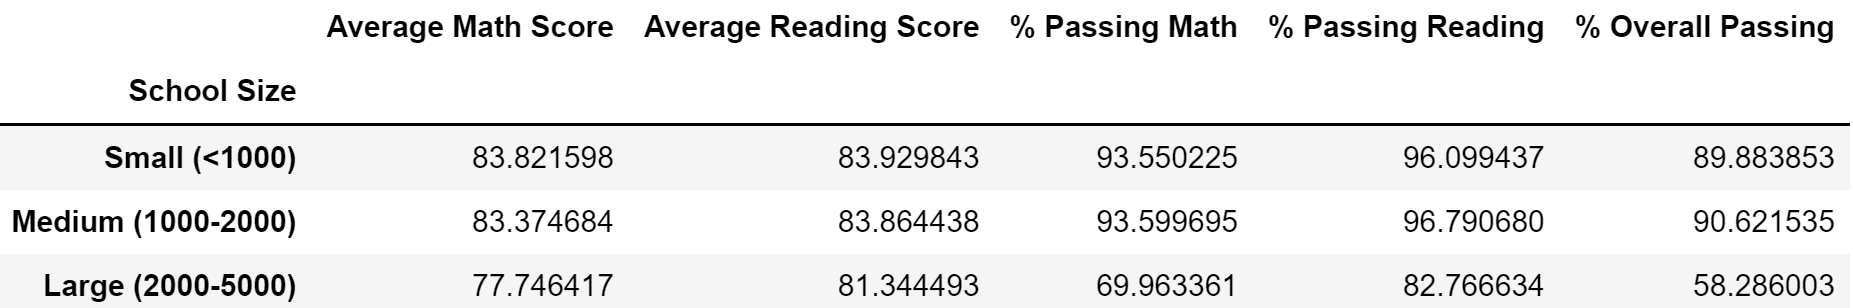 Average Math Score Average Reading Score % Passing Math % Passing Reading % Overall Passing
School Size
Small (<1000) 83.821598 83.929843 93.550225 96.099437 89.883853
Medium (1000-2000) 83.374684 83.864438 93.599695 96.790680 90.621535
Large (2000-5000) 77.746417 81.344493 69.963361 82.766634 58.286003